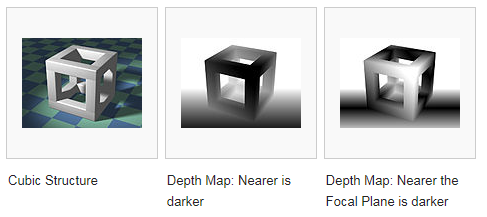 Cubic Structure
Depth Map: Nearer is
darker
Depth Map: Nearer the
Focal Plane is darker